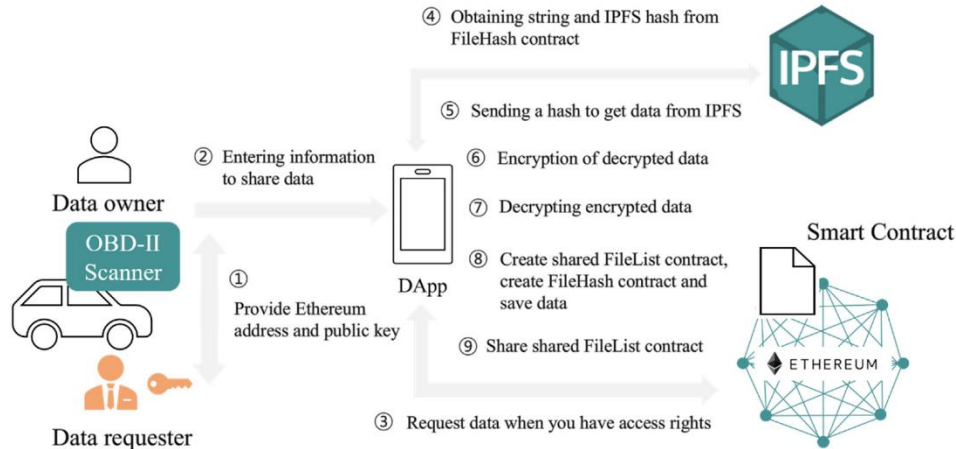 ④ Obtaining string and IPFS hash from
FileHash contract
IPFS
⑤ Sending a hash to get data from IPFS
② Entering information
to share data
⑥ Encryption of decrypted data
Data owner
⑦ Decrypting encrypted data
OBD-II
Scanner
Smart Contract
⑧ Create shared FileList contract,
create FileHash contract and
save data
DApp
①
Provide Ethereum
address and public key
⑨ Share shared FileList contract
ETHEREUM
③ Request data when you have access rights
Data requester